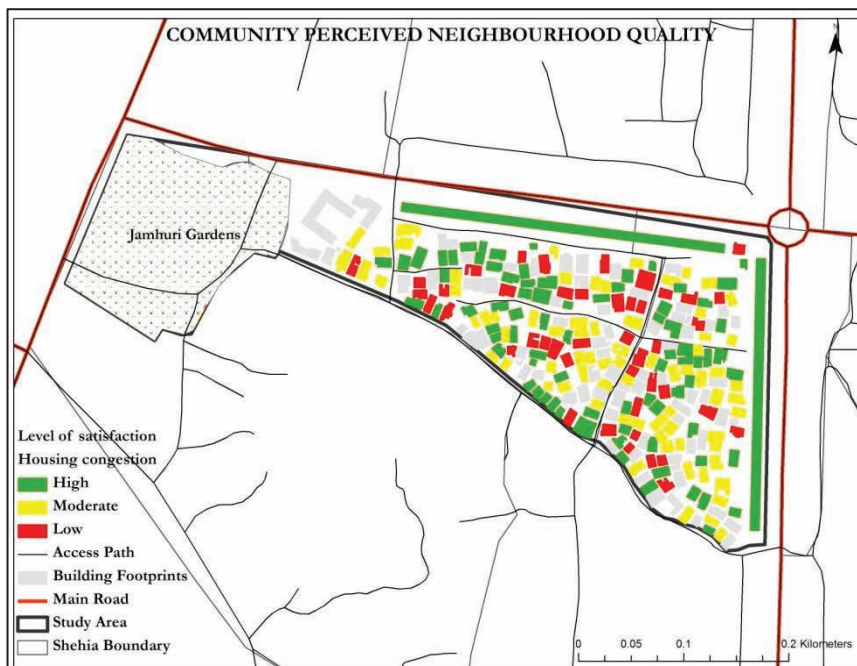 COMMUNITY PERCEIVED NEIGHBOURHOOD QUALITY
Jamhuri Gardens
Level of satisfaction
Housing congestion
High
Moderate
Low
Access Path
Building Footprints
Main Road
Study Area
Shehia Boundary
0 0.05 0.1 0.2 Kilometers